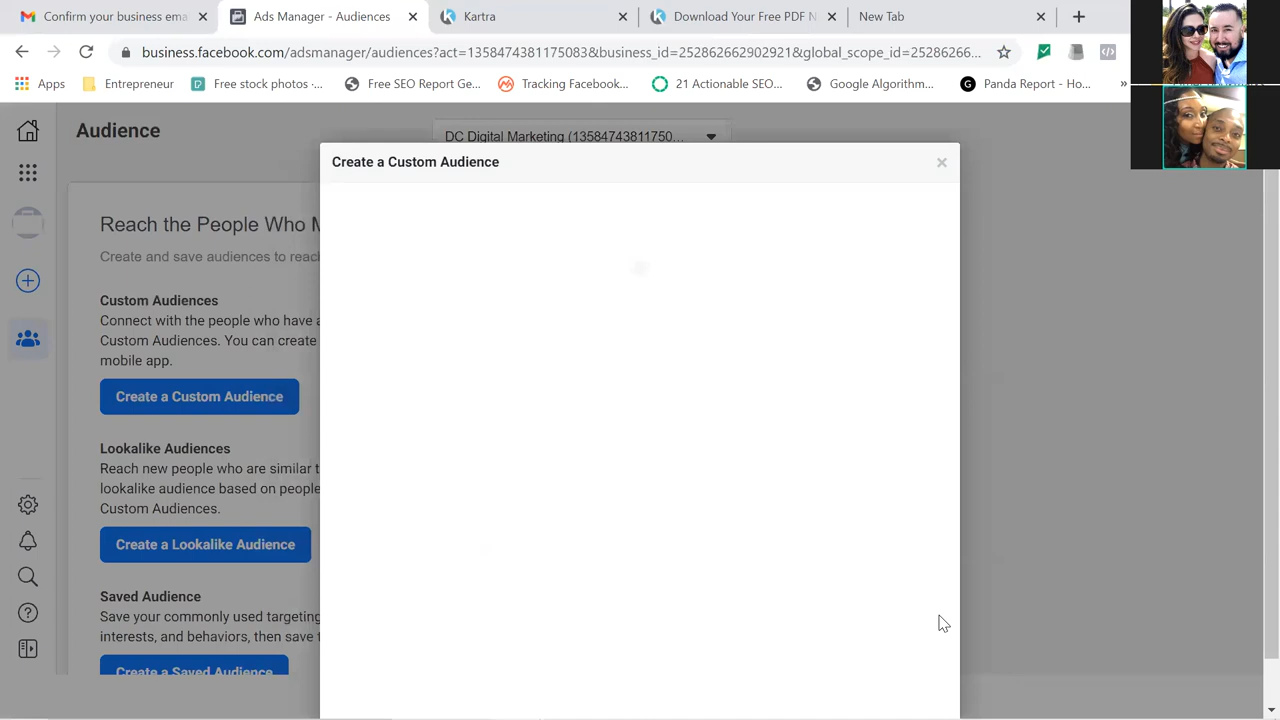 Confirm your business ema
Ads Manager - Audiences
Kartra
Download Your Free PDF N
New Tab
business.facebook.com/adsmanager/audiences?act=1358474381175083&business_id=252862662902921&global_scope_id=25286266...
Apps
Entrepreneur
Free stock photos -...
Free SEO Report Ge
Tracking Facebook...
21 Actionable SEO...
Google Algorithm...
Panda Report - Ho...
Audience
DC Digital Marketing (13584743811750...
Create a Custom Audience
Reach the People Who M
Create and save audiences to reach
Custom Audiences
Connect with the people who have a
Custom Audiences. You can create
mobile app.
Create a Custom Audience
Lookalike Audiences
Reach new people who are similar t
lookalike audience based on people
Custom Audiences.
Create a Lookalike Audience
Saved Audience
Save your commonly used targeting
interests, and behaviors, then save t
Create a Saved Audience